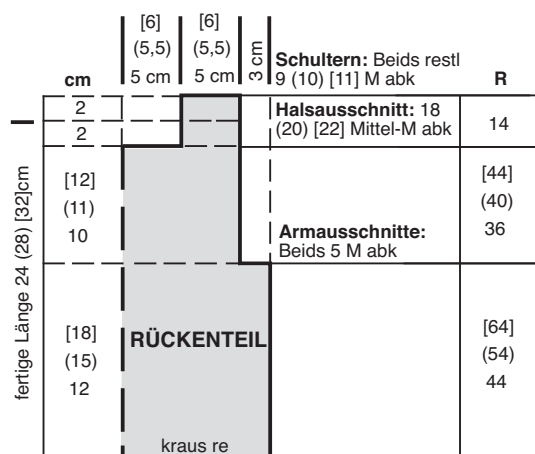 [6]
[6]
(5,5)
(5,5)
5 cm
5 cm
3 cm
Schultern: Beids restl
9 (10) [11] M abk
cm
R
2
Halsausschnitt: 18
(20) [22] Mittel-M abk
14
2
[12]
(11)
10
[44]
(40)
36
Armausschnitte:
Beids 5 M abk
fertige Länge 24 (28) [32]cm
[18]
(15)
12
RÜCKENTEIL
[64]
(54)
44
kraus re